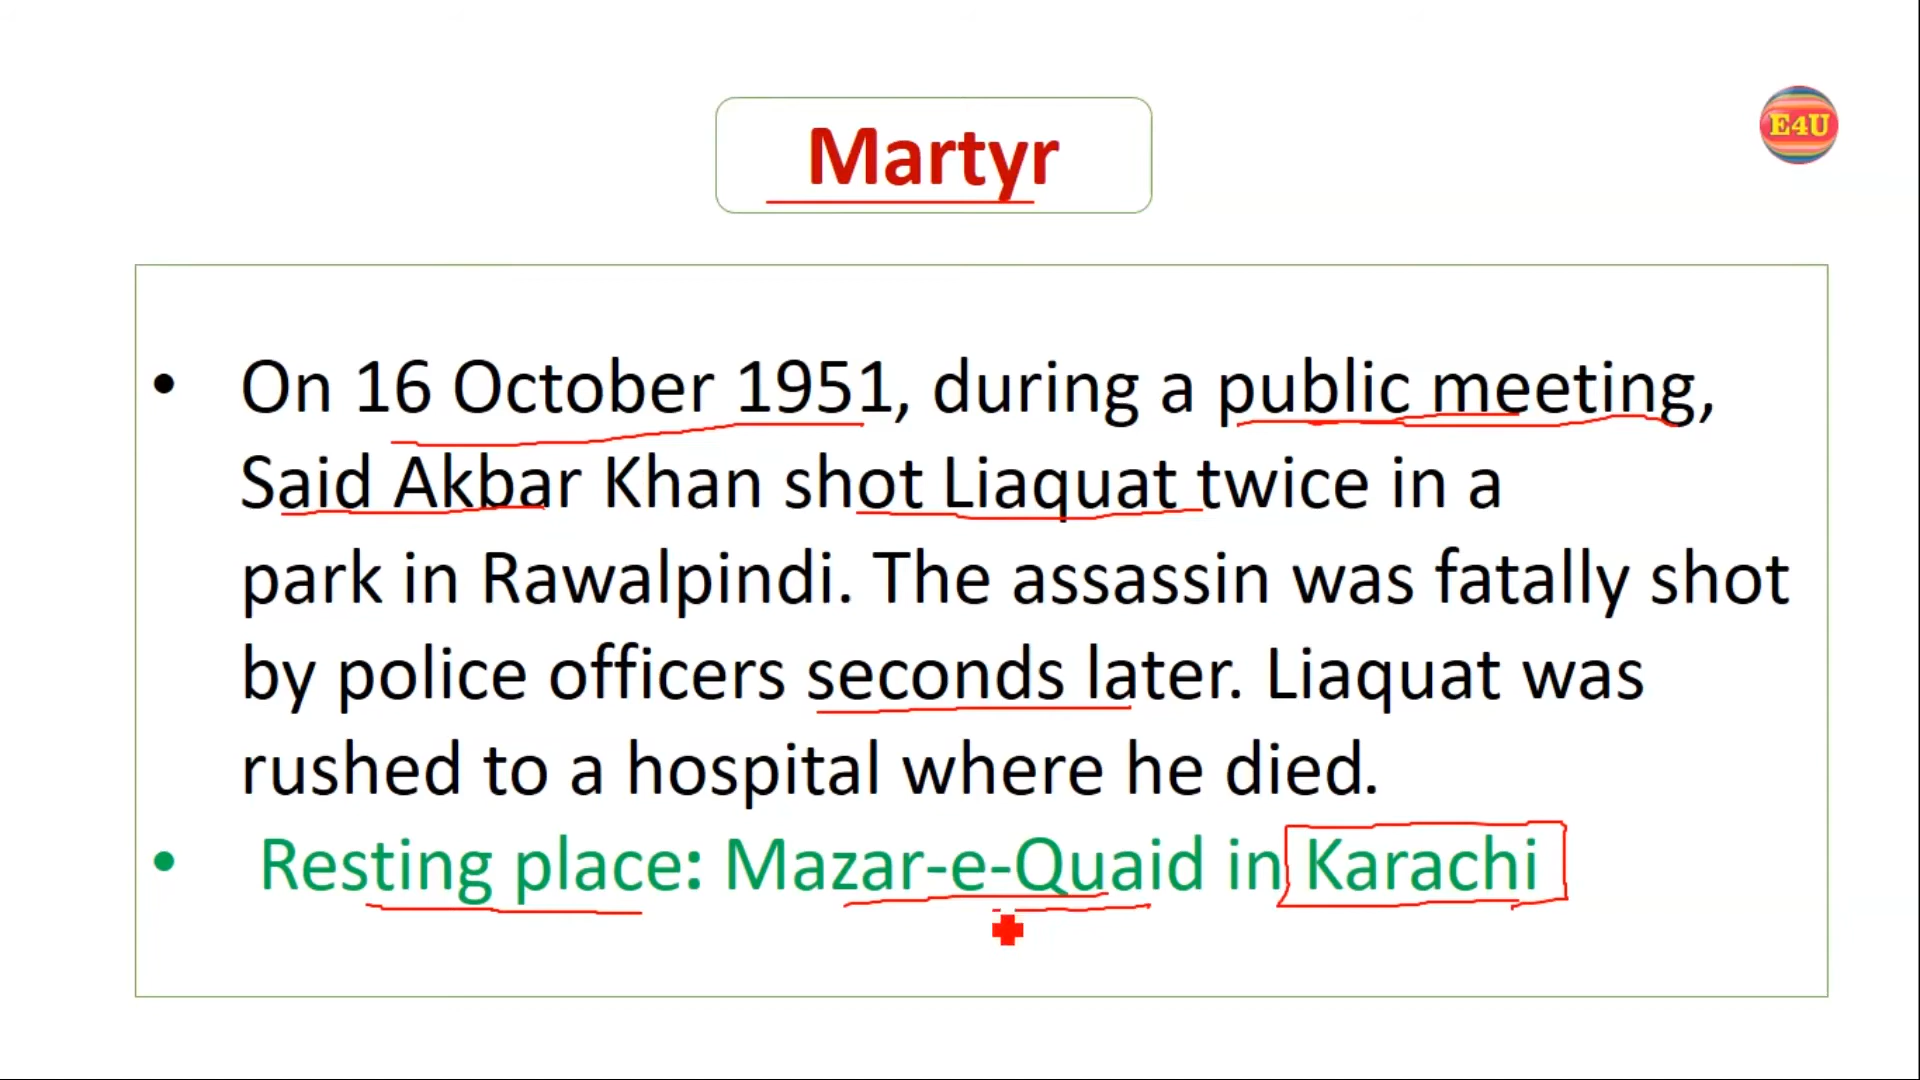 Martyr
E4U
• On 16 October 1951, during a public meeting,
Said Akbar Khan shot Liaquat twice in a
park in Rawalpindi. The assassin was fatally shot
by police officers seconds later. Liaquat was
rushed to a hospital where he died.
• Resting place: Mazar-e-Quaid in Karachi